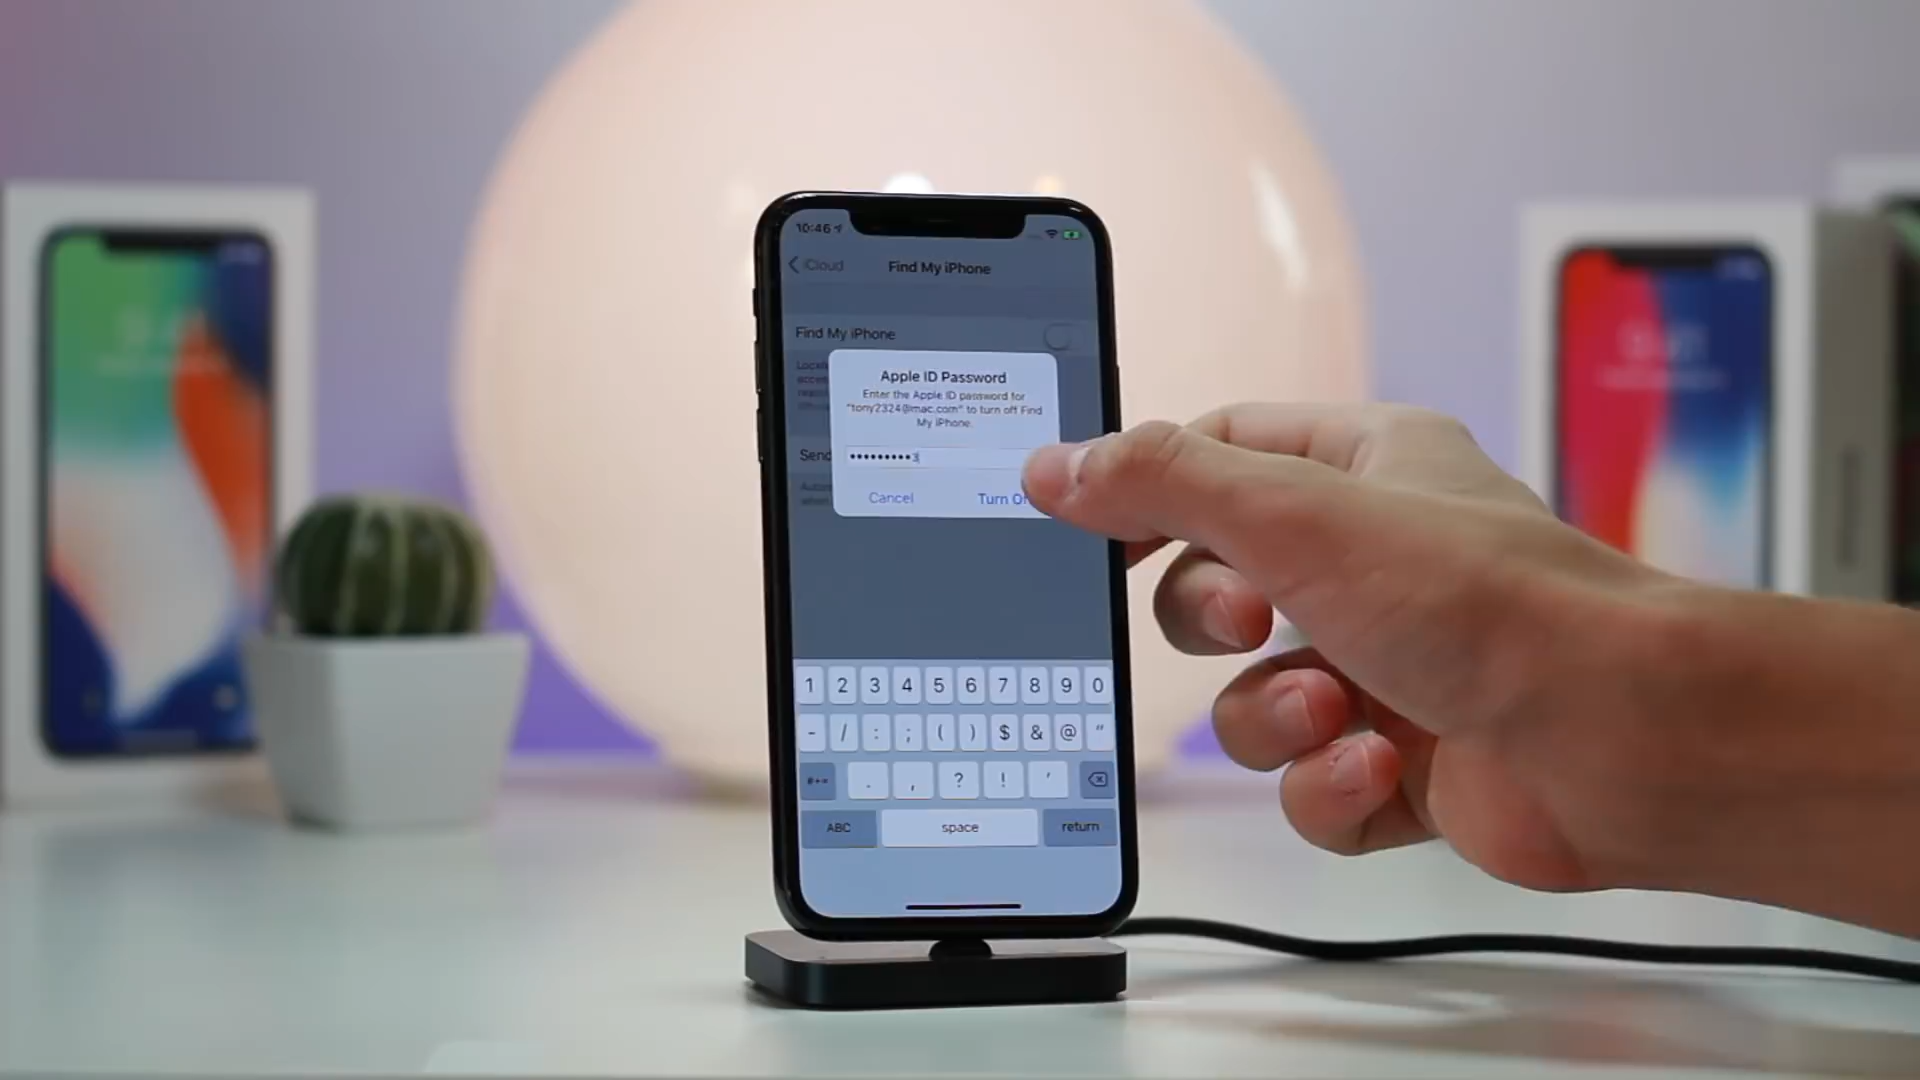 10:46
iCloud
Find My iPhone
Find My iPhone
Apple ID Password
Enter the Apple ID password for
"tony2324@mac.com" to turn off Find
My iPhone.
•••••••••3
Send
Cancel
Turn Of
1 2 3 4 5 6 7 8 9 0
- / : ; ( ) $ & @ "
#+= . , ? ! '
ABC space return